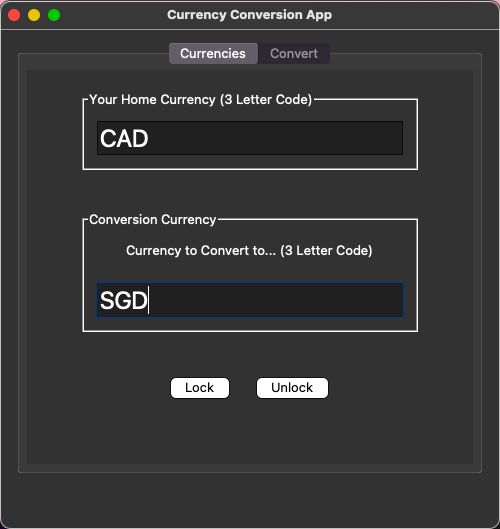 Currency Conversion App
Currencies Convert
Your Home Currency (3 Letter Code)
CAD
Conversion Currency
Currency to Convert to... (3 Letter Code)
SGD
Lock Unlock